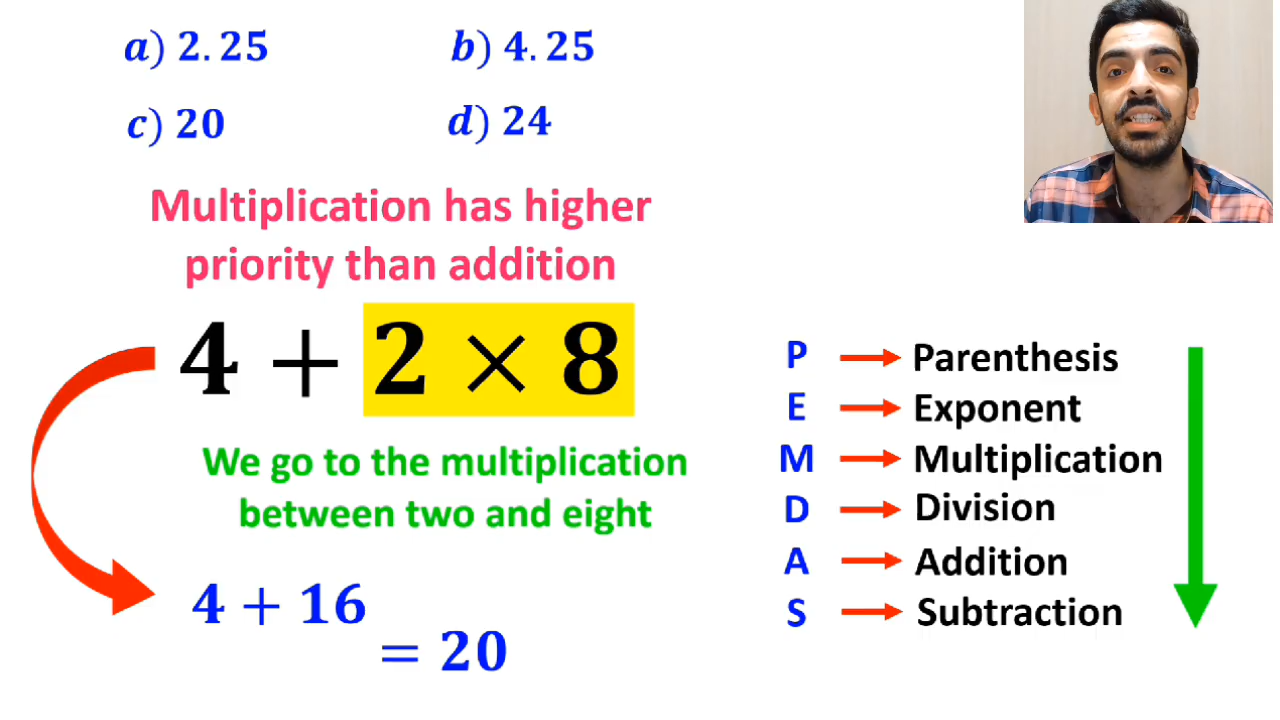 a) 2.25
b) 4.25
c) 20
d) 24
Multiplication has higher
priority than addition
4 + 2 × 8
We go to the multiplication
between two and eight
4 + 16
= 20
P → Parenthesis
E → Exponent
M → Multiplication
D → Division
A → Addition
S → Subtraction